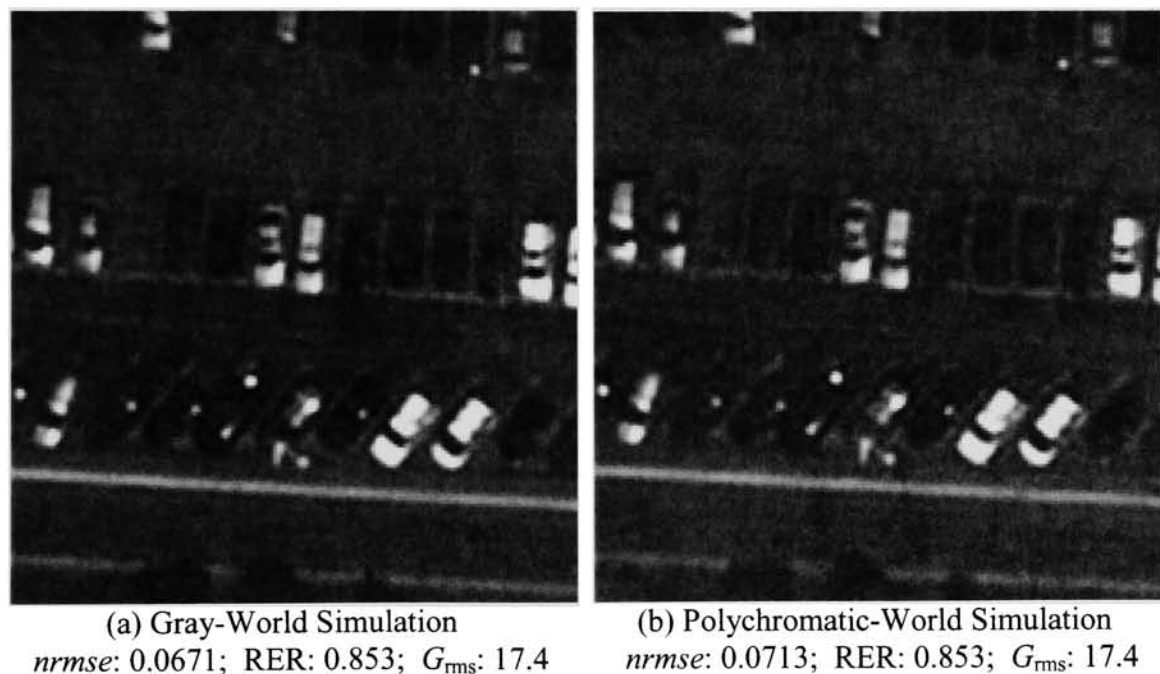 (a) Gray-World Simulation
nrmse: 0.0671; RER: 0.853; Grms: 17.4
(b) Polychromatic-World Simulation
nrmse: 0.0713; RER: 0.853; Grms: 17.4